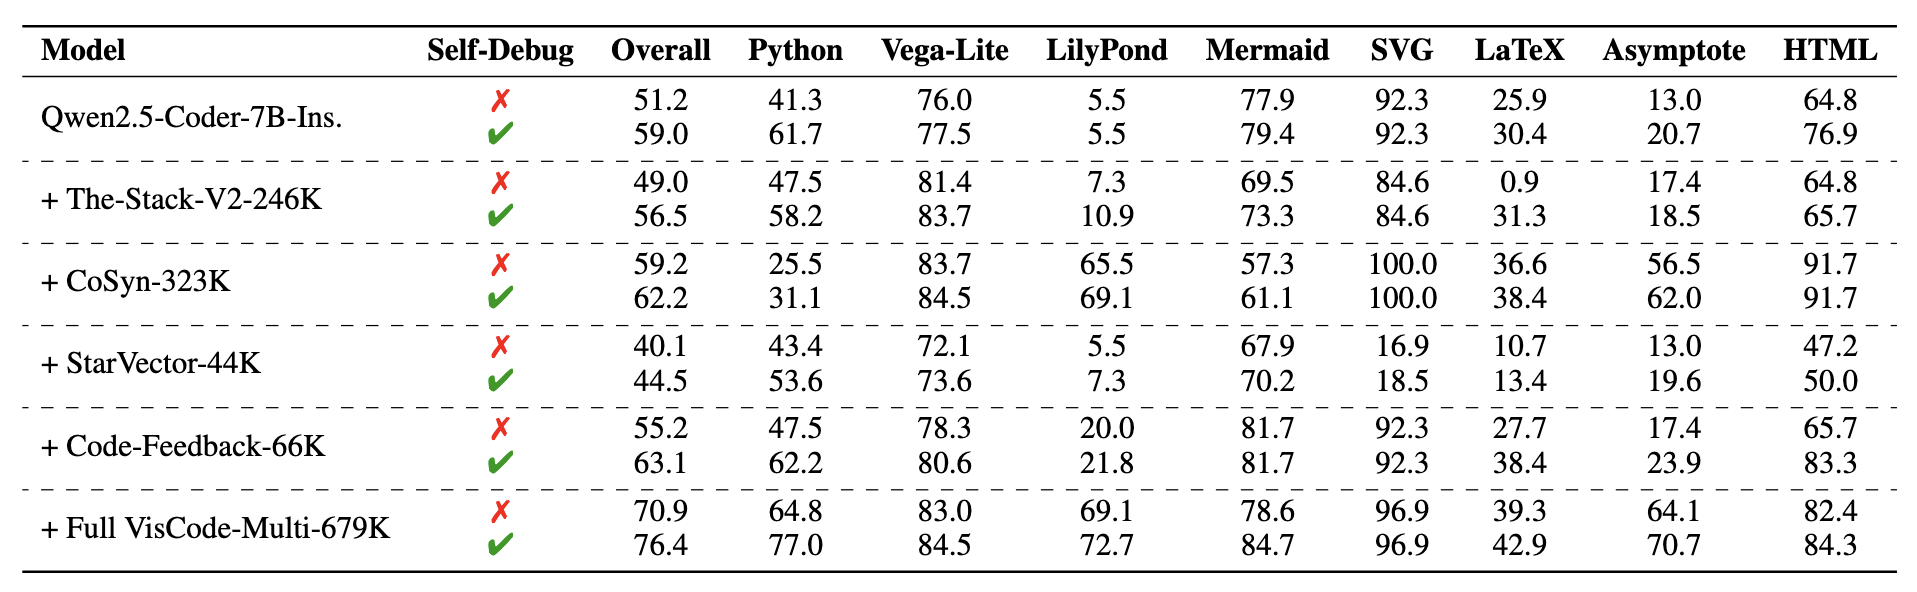 Model Self-Debug Overall Python Vega-Lite LilyPond Mermaid SVG LaTeX Asymptote HTML
Qwen2.5-Coder-7B-Ins.
✗ 51.2 41.3 76.0 5.5 77.9 92.3 25.9 13.0 64.8
✔ 59.0 61.7 77.5 5.5 79.4 92.3 30.4 20.7 76.9
+ The-Stack-V2-246K
✗ 49.0 47.5 81.4 7.3 69.5 84.6 0.9 17.4 64.8
✔ 56.5 58.2 83.7 10.9 73.3 84.6 31.3 18.5 65.7
+ CoSyn-323K
✗ 59.2 25.5 83.7 65.5 57.3 100.0 36.6 56.5 91.7
✔ 62.2 31.1 84.5 69.1 61.1 100.0 38.4 62.0 91.7
+ StarVector-44K
✗ 40.1 43.4 72.1 5.5 67.9 16.9 10.7 13.0 47.2
✔ 44.5 53.6 73.6 7.3 70.2 18.5 13.4 19.6 50.0
+ Code-Feedback-66K
✗ 55.2 47.5 78.3 20.0 81.7 92.3 27.7 17.4 65.7
✔ 63.1 62.2 80.6 21.8 81.7 92.3 38.4 23.9 83.3
+ Full VisCode-Multi-679K
✗ 70.9 64.8 83.0 69.1 78.6 96.9 39.3 64.1 82.4
✔ 76.4 77.0 84.5 72.7 84.7 96.9 42.9 70.7 84.3